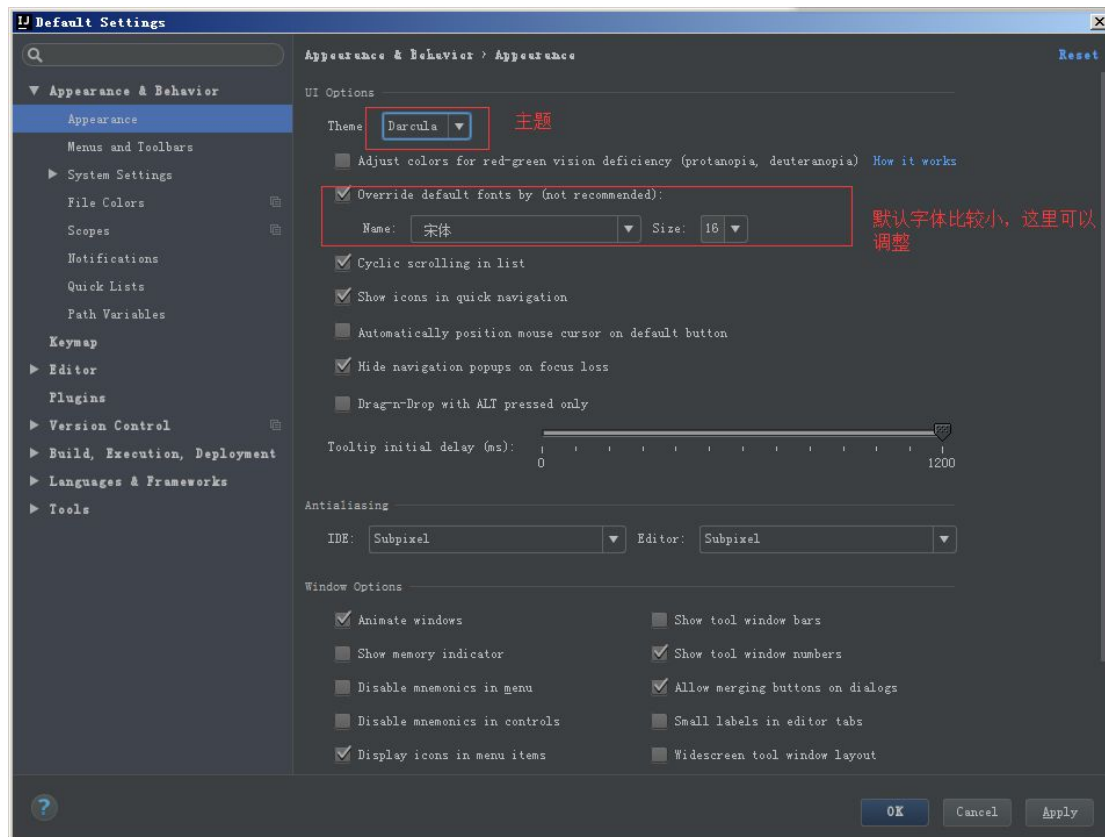 Default Settings
Appearance & Behavior > Appearance
Reset
Appearance & Behavior
Appearance
Menus and Toolbars
System Settings
File Colors
Scopes
Notifications
Quick Lists
Path Variables
Keymap
Editor
Plugins
Version Control
Build, Execution, Deployment
Languages & Frameworks
Tools
UI Options
Theme Darcula 主题
Adjust colors for red-green vision deficiency (protanopia, deuteranopia) How it works
Override default fonts by (not recommended):
Name: 宋体 Size: 16
默认字体比较小，这里可以
调整
Cyclic scrolling in list
Show icons in quick navigation
Automatically position mouse cursor on default button
Hide navigation popups on focus loss
Drag-n-Drop with ALT pressed only
Tooltip initial delay (ms):
0 1200
Antialiasing
IDE: Subpixel Editor: Subpixel
Window Options
Animate windows Show tool window bars
Show memory indicator Show tool window numbers
Disable mnemonics in menu Allow merging buttons on dialogs
Disable mnemonics in controls Small labels in editor tabs
Display icons in menu items Widescreen tool window layout
? OK Cancel Apply